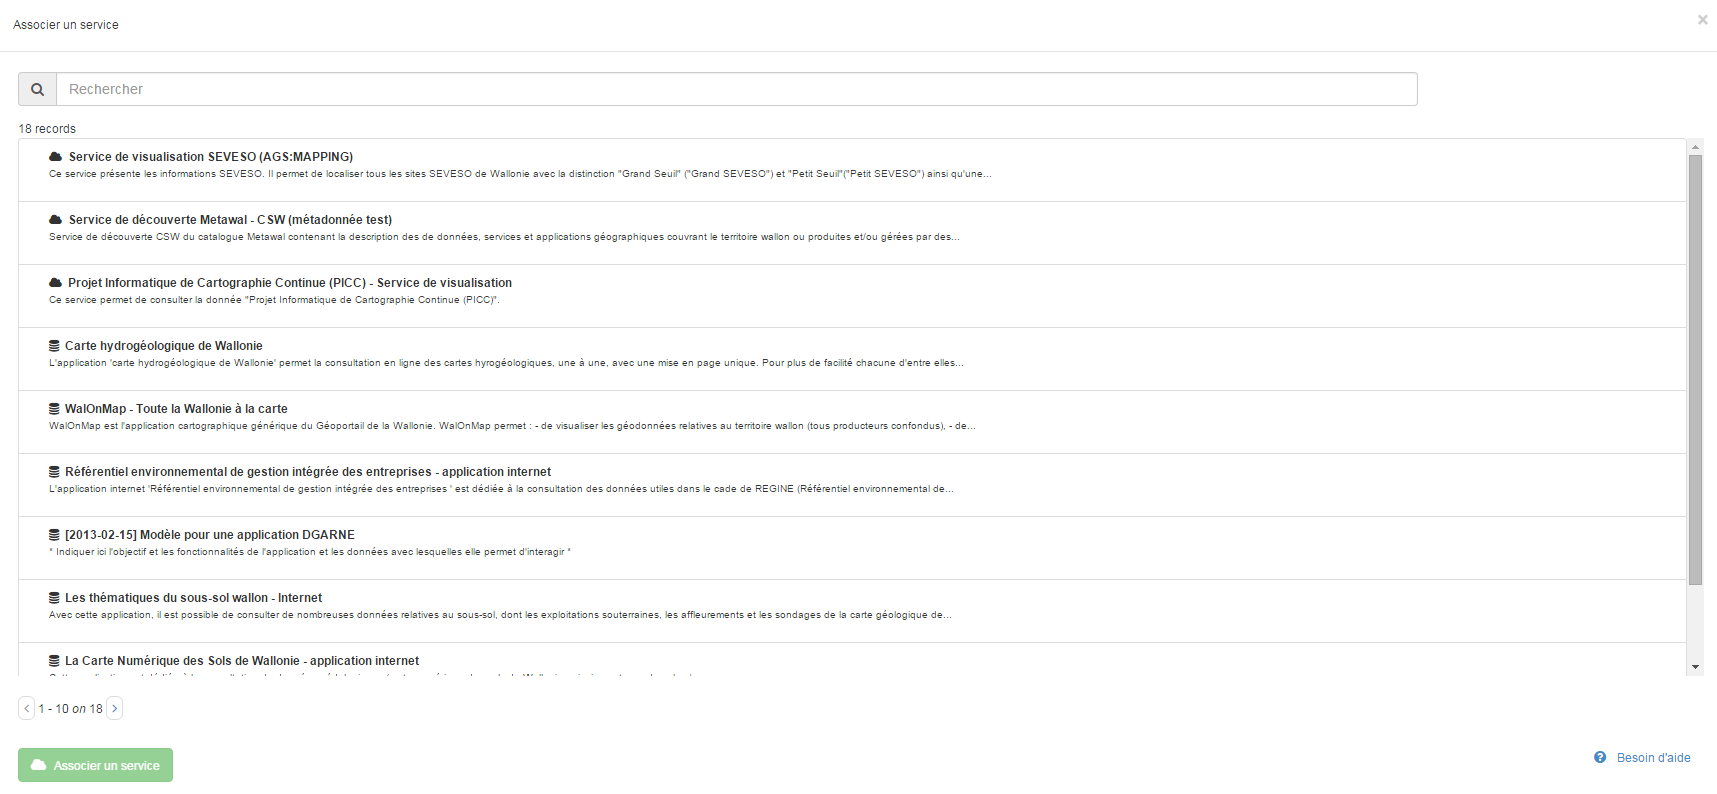 Associer un service
×
Rechercher
18 records
Service de visualisation SEVESO (AGS:MAPPING)
Ce service présente les informations SEVESO. Il permet de localiser tous les sites SEVESO de Wallonie avec la distinction "Grand Seuil" ("Grand SEVESO") et "Petit Seuil"("Petit SEVESO") ainsi qu'une...
Service de découverte Metawal - CSW (métadonnée test)
Service de découverte CSW du catalogue Metawal contenant la description des de données, services et applications géographiques couvrant le territoire wallon ou produites et/ou gérées par des...
Projet Informatique de Cartographie Continue (PICC) - Service de visualisation
Ce service permet de consulter la donnée "Projet Informatique de Cartographie Continue (PICC)".
Carte hydrogéologique de Wallonie
L'application 'carte hydrogéologique de Wallonie' permet la consultation en ligne des cartes hyrogéologiques, une à une, avec une mise en page unique. Pour plus de facilité chacune d'entre elles...
WalOnMap - Toute la Wallonie à la carte
WalOnMap est l'application cartographique générique du Géoportail de la Wallonie. WalOnMap permet : - de visualiser les géodonnées relatives au territoire wallon (tous producteurs confondus), - de...
Référentiel environnemental de gestion intégrée des entreprises - application internet
L'application internet 'Référentiel environnemental de gestion intégrée des entreprises ' est dédiée à la consultation des données utiles dans le cade de REGINE (Référentiel environnemental de...
[2013-02-15] Modèle pour une application DGARNE
* Indiquer ici l'objectif et les fonctionnalités de l'application et les données avec lesquelles elle permet d'interagir *
Les thématiques du sous-sol wallon - Internet
Avec cette application, il est possible de consulter de nombreuses données relatives au sous-sol, dont les exploitations souterraines, les affleurements et les sondages de la carte géologique de...
La Carte Numérique des Sols de Wallonie - application internet
< 1 - 10 on 18 >
Associer un service
Besoin d'aide